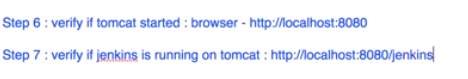 Step 6 : verify if tomcat started : browser - http://localhost:8080
Step 7 : verify if jenkins is running on tomcat : http://localhost:8080/jenkins